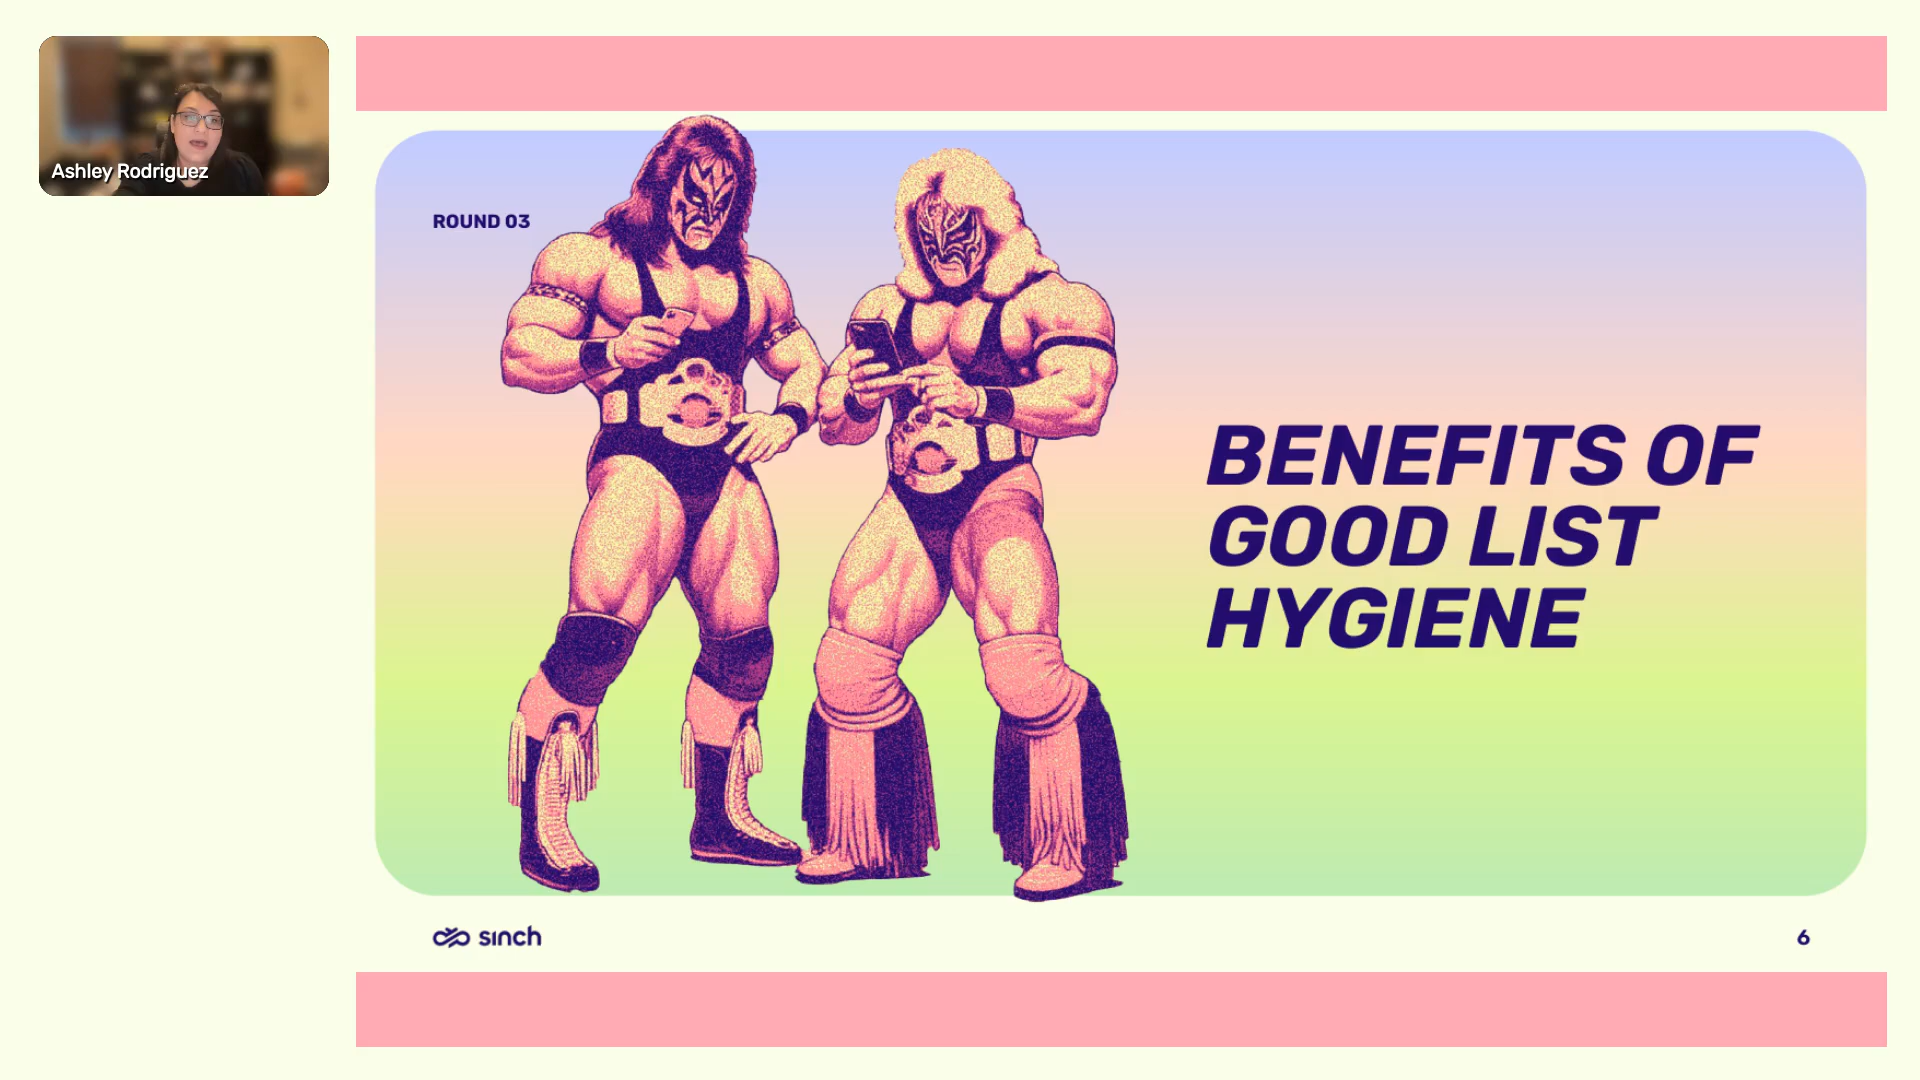 Ashley Rodriguez
ROUND 03
BENEFITS OF
GOOD LIST
HYGIENE
sinch
6